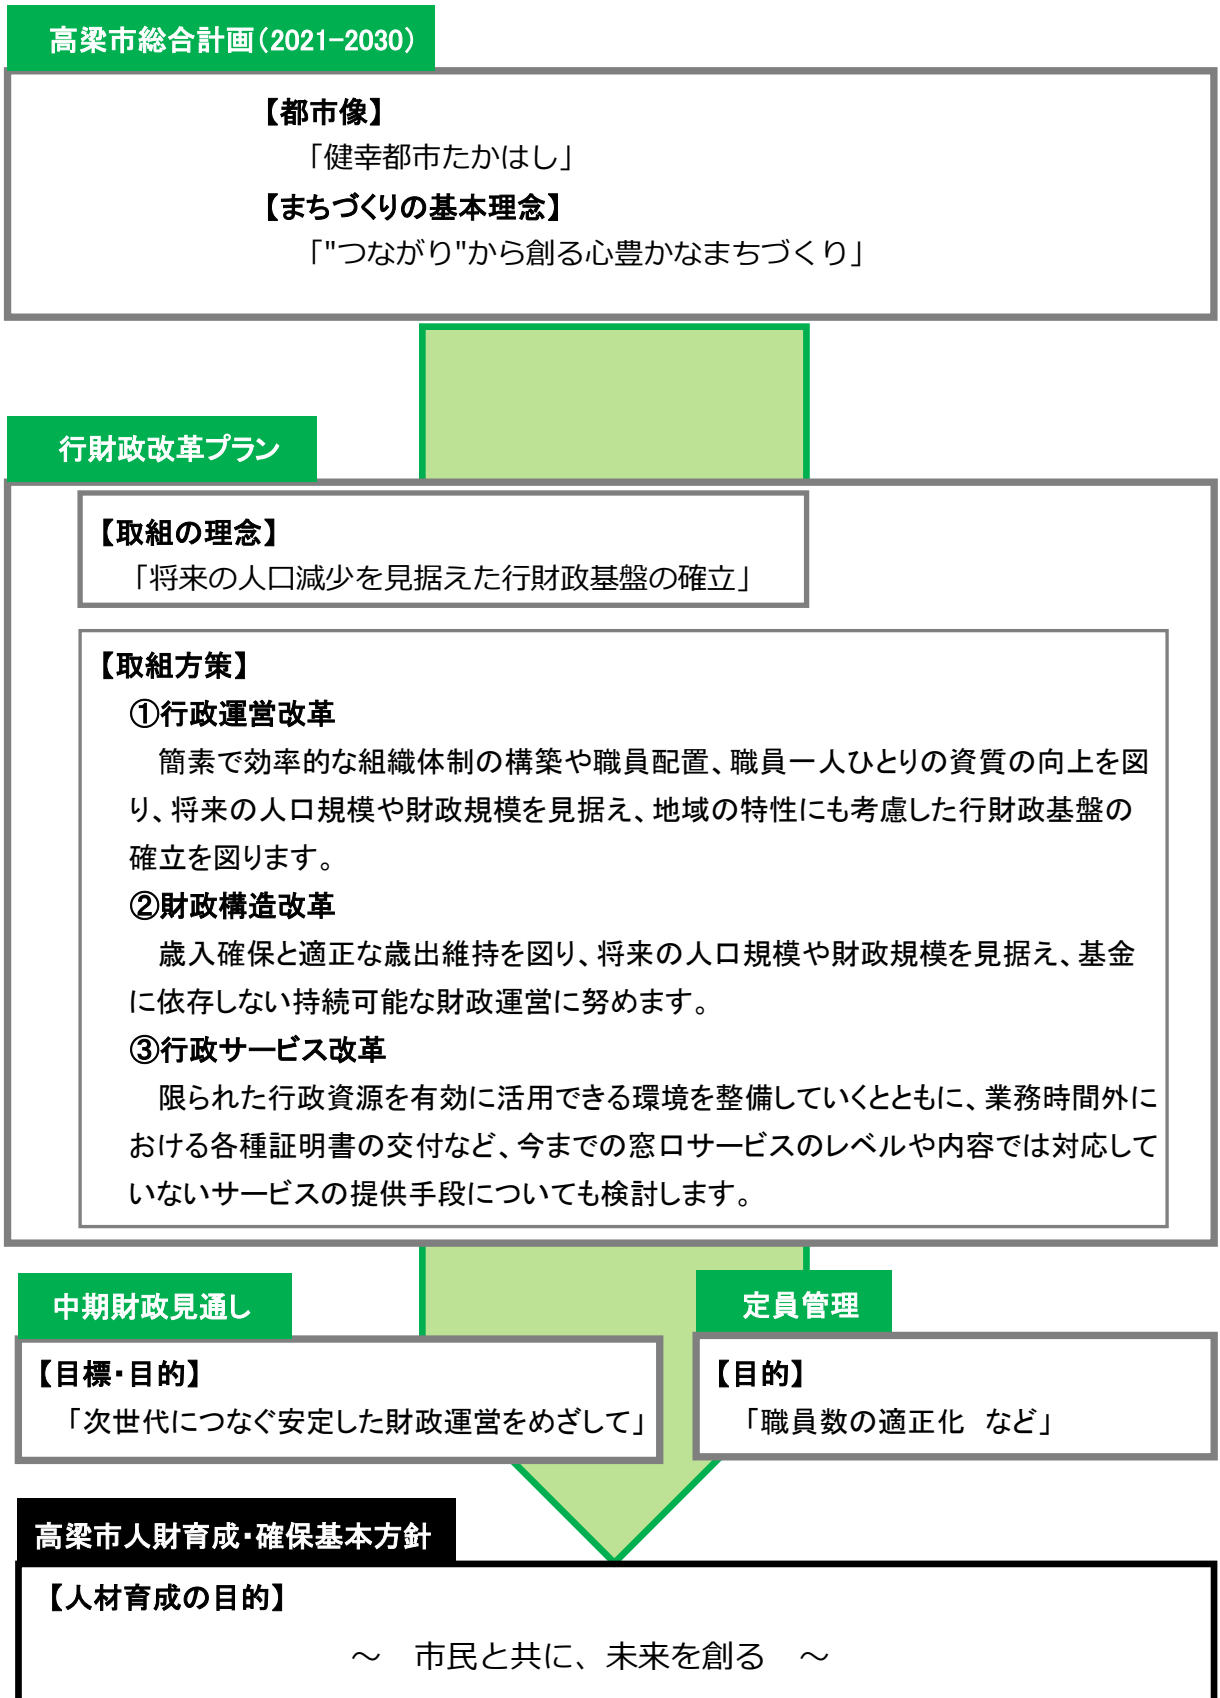 高梁市総合計画(2021-2030)
【都市像】
「健幸都市たかはし」
【まちづくりの基本理念】
「"つながり"から創る心豊かなまちづくり」
行財政改革プラン
【取組の理念】
「将来の人口減少を見据えた行財政基盤の確立」
【取組方策】
①行政運営改革
簡素で効率的な組織体制の構築や職員配置、職員一人ひとりの資質の向上を図
り、将来の人口規模や財政規模を見据え、地域の特性にも考慮した行財政基盤の
確立を図ります。
②財政構造改革
歳入確保と適正な歳出維持を図り、将来の人口規模や財政規模を見据え、基金
に依存しない持続可能な財政運営に努めます。
③行政サービス改革
限られた行政資源を有効に活用できる環境を整備していくとともに、業務時間外に
おける各種証明書の交付など、今までの窓口サービスのレベルや内容では対応して
いないサービスの提供手段についても検討します。
中期財政見通し
【目標・目的】
「次世代につなぐ安定した財政運営をめざして」
定員管理
【目的】
「職員数の適正化　など」
高梁市人財育成・確保基本方針
【人材育成の目的】
～　市民と共に、未来を創る　～